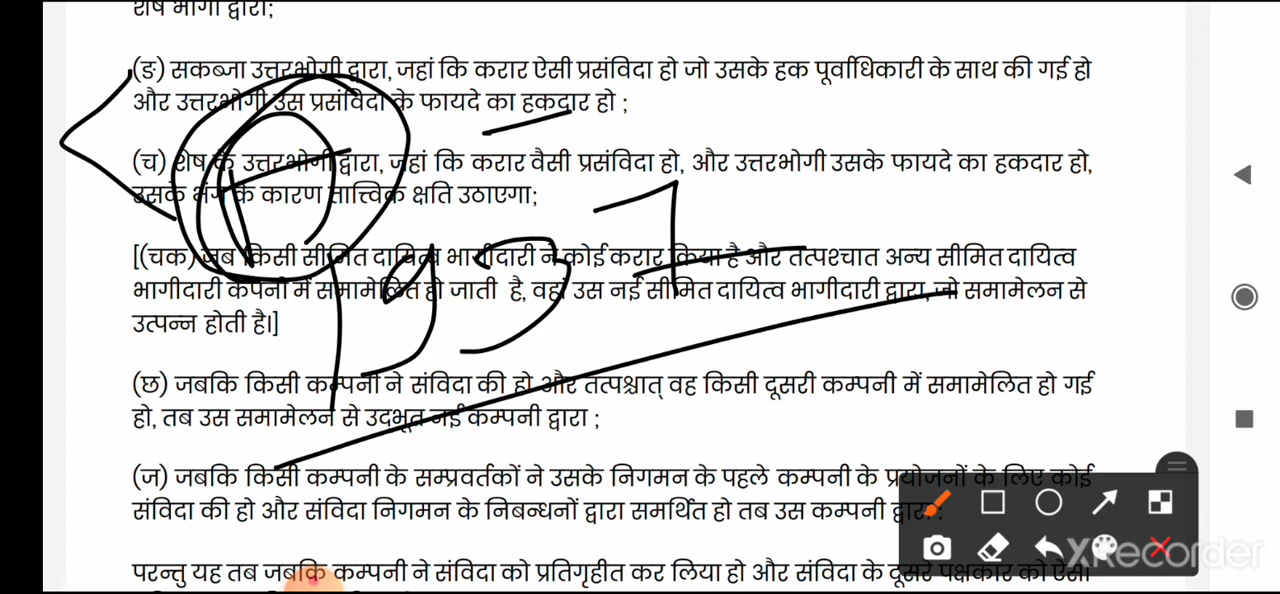 शेष भागी द्वारा;
(ङ) सकब्जा उत्तरभोगी द्वारा, जहां कि करार ऐसी प्रसंविदा हो जो उसके हक पूर्वाधिकारी के साथ की गई हो
और उत्तरभोगी उस प्रसंविदा के फायदे का हकदार हो ;
(च) शेष के उत्तरभोगी द्वारा, जहां कि करार वैसी प्रसंविदा हो, और उत्तरभोगी उसके फायदे का हकदार हो,
उसके भंग के कारण तात्त्विक क्षति उठाएगा;
[(चक) जब किसी सीमित दायित्व भागीदारी ने कोई करार किया है और तत्पश्चात अन्य सीमित दायित्व
भागीदारी कंपनी में समामेलित हो जाती है, वहां उस नई सीमित दायित्व भागीदारी द्वारा, जो समामेलन से
उत्पन्न होती है।]
(छ) जबकि किसी कम्पनी ने संविदा की हो और तत्पश्चात् वह किसी दूसरी कम्पनी में समामेलित हो गई
हो, तब उस समामेलन से उदभूत नई कम्पनी द्वारा ;
(ज) जबकि किसी कम्पनी के सम्प्रवर्तकों ने उसके निगमन के पहले कम्पनी के प्रयोजनों के लिए कोई
संविदा की हो और संविदा निगमन के निबन्धनों द्वारा समर्थित हो तब उस कम्पनी द्वारा :
परन्तु यह तब जबकि कम्पनी ने संविदा को प्रतिगृहीत कर लिया हो और संविदा के दूसरे पक्षकार को ऐसी
XRecorder